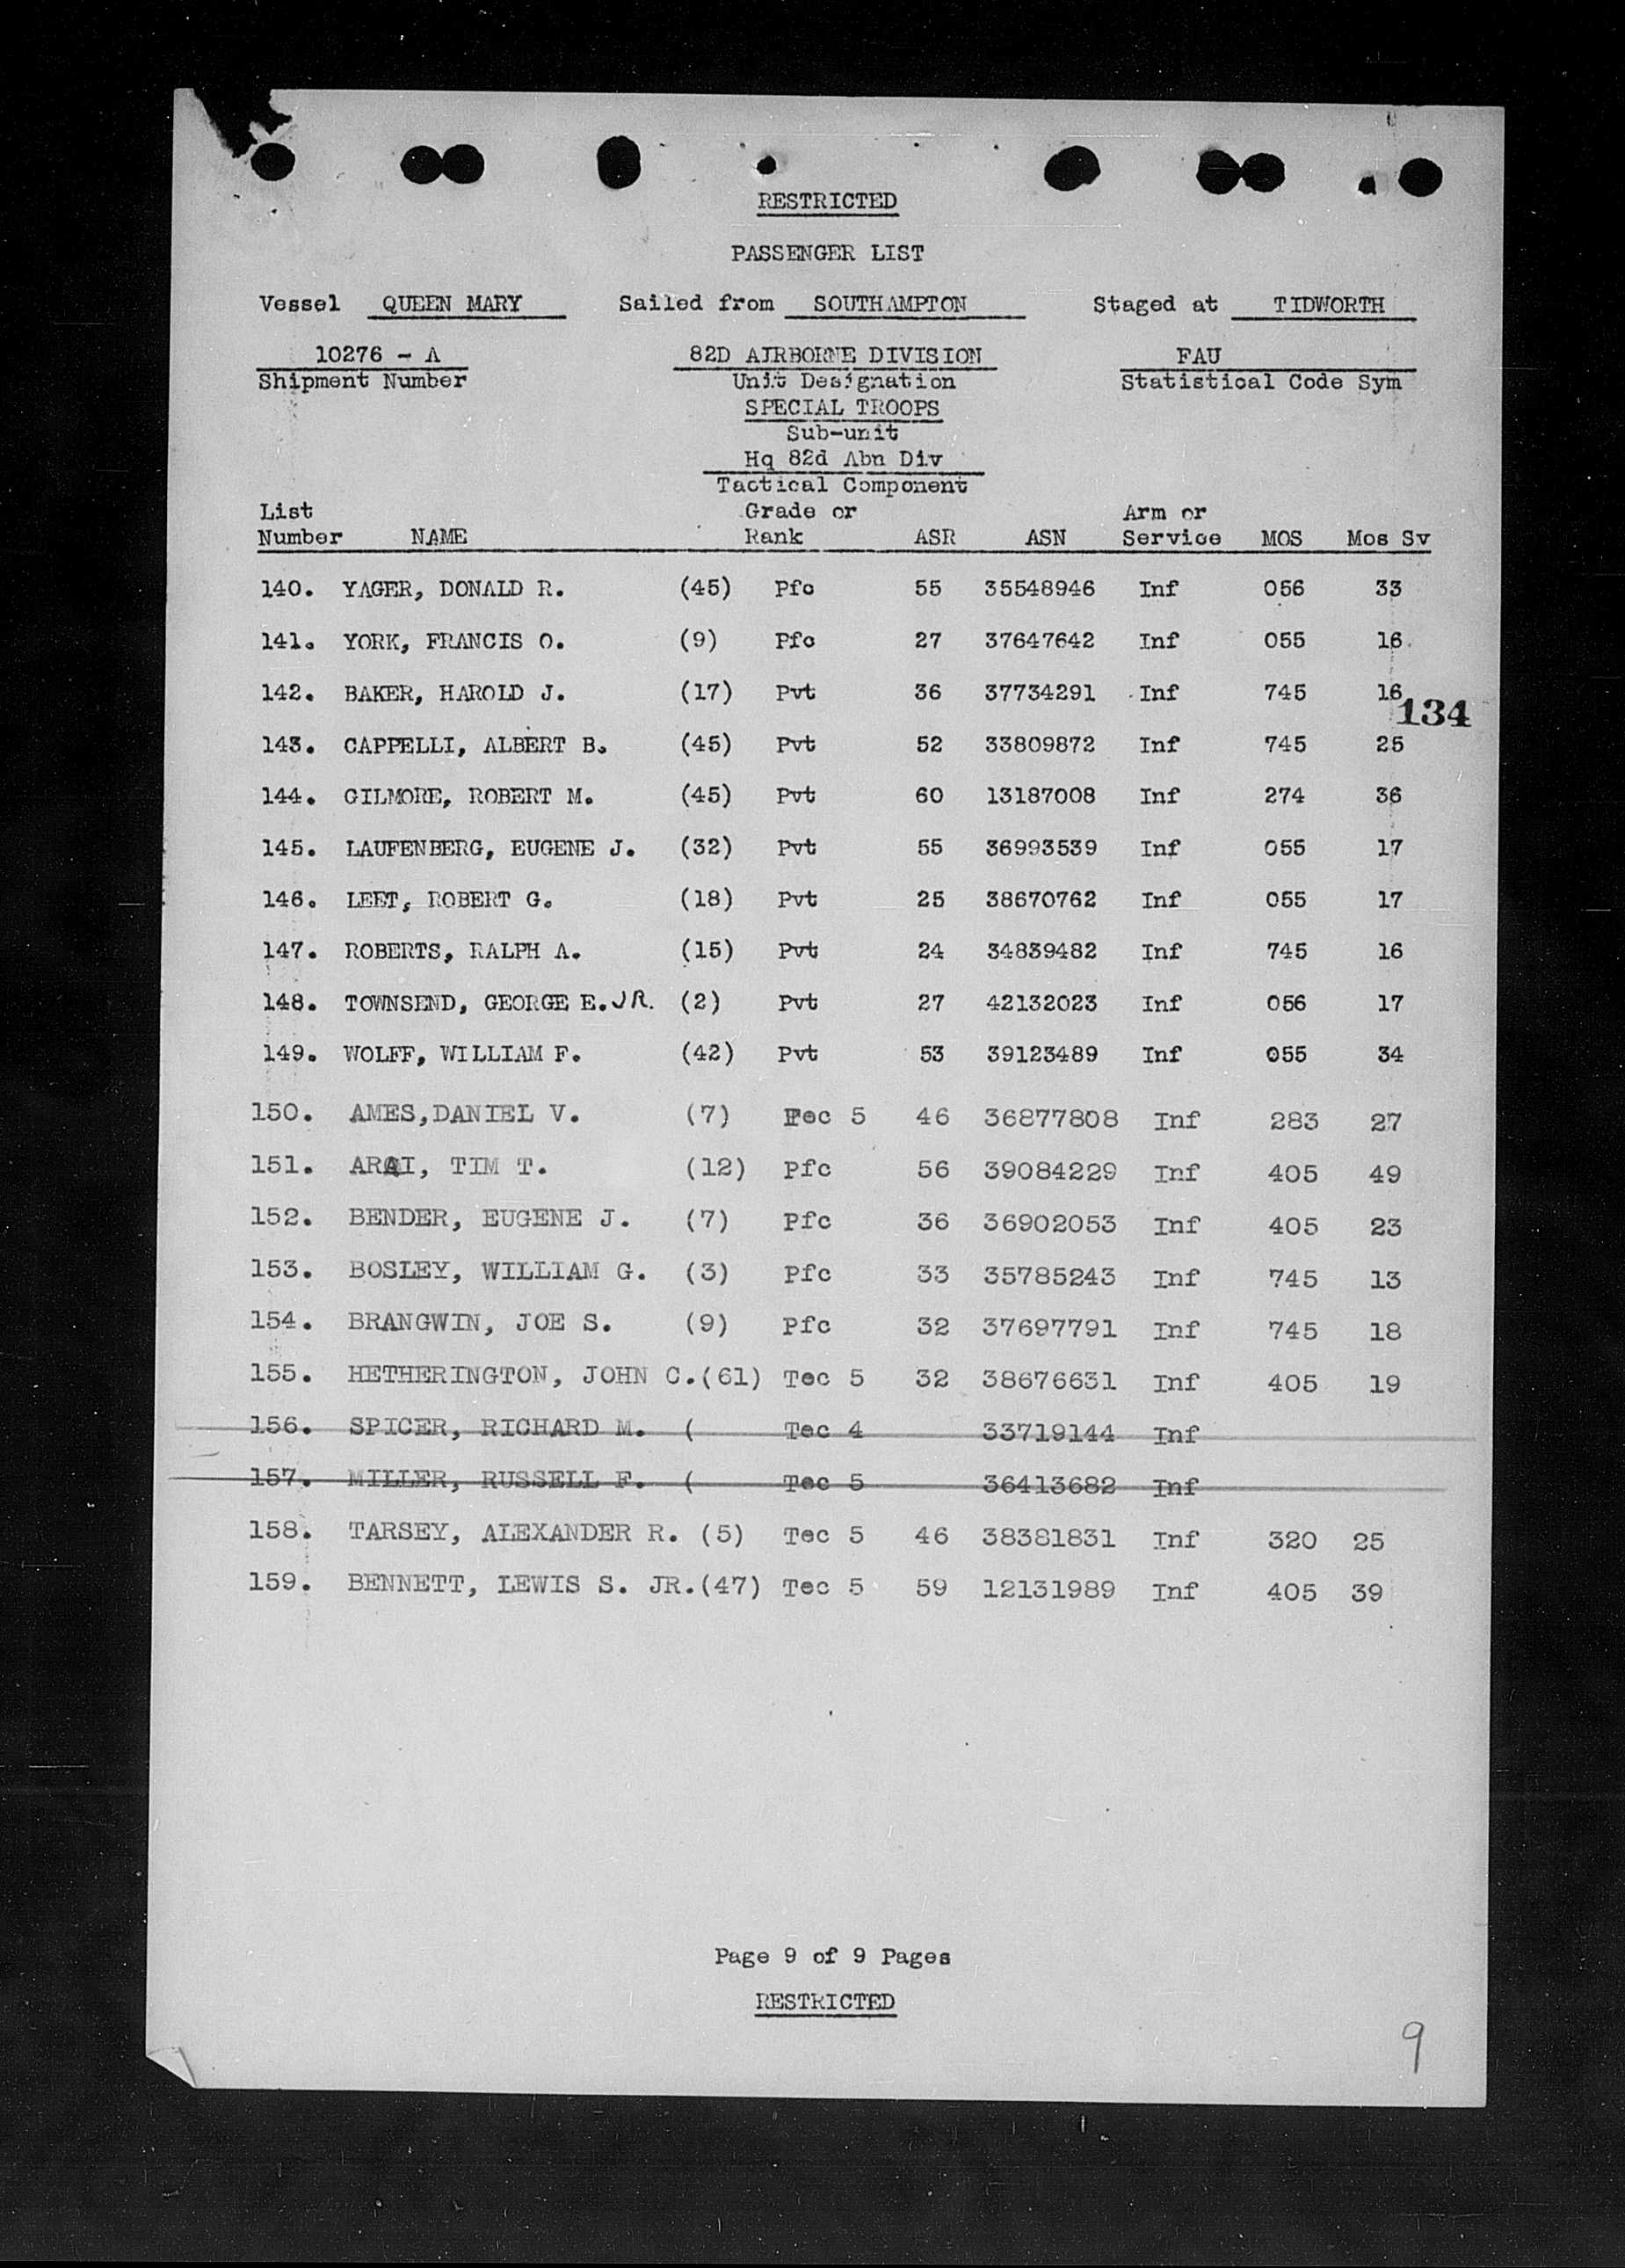 RESTRICTED
PASSENGER LIST
Vessel QUEEN MARY Sailed from SOUTHAMPTON Staged at TIDWORTH
10276 - A 82D AIRBORNE DIVISION FAU
Shipment Number Unit Designation Statistical Code Sym
SPECIAL TROOPS
Sub-unit
Hq 82d Abn Div
Tactical Component
List Grade or Arm or
Number NAME Rank ASR ASN Service MOS Mos Sv
140. YAGER, DONALD R. (45) Pfc 55 35548946 Inf 056 33
141. YORK, FRANCIS O. (9) Pfc 27 37647642 Inf 055 16
142. BAKER, HAROLD J. (17) Pvt 36 37734291 Inf 745 16
134
143. CAPPELLI, ALBERT B. (45) Pvt 52 33809872 Inf 745 25
144. GILMORE, ROBERT M. (45) Pvt 60 13187008 Inf 274 36
145. LAUFENBERG, EUGENE J. (32) Pvt 55 36993539 Inf 055 17
146. LEET, ROBERT G. (18) Pvt 25 38670762 Inf 055 17
147. ROBERTS, RALPH A. (15) Pvt 24 34839482 Inf 745 16
148. TOWNSEND, GEORGE E. JR. (2) Pvt 27 42132023 Inf 056 17
149. WOLFF, WILLIAM F. (42) Pvt 53 39123489 Inf 055 34
150. AMES,DANIEL V. (7) Tec 5 46 36877808 Inf 283 27
151. ARAI, TIM T. (12) Pfc 56 39084229 Inf 405 49
152. BENDER, EUGENE J. (7) Pfc 36 36902053 Inf 405 23
153. BOSLEY, WILLIAM G. (3) Pfc 33 35785243 Inf 745 13
154. BRANGWIN, JOE S. (9) Pfc 32 37697791 Inf 745 18
155. HETHERINGTON, JOHN C.(61) Tec 5 32 38676631 Inf 405 19
156. SPICER, RICHARD M. ( Tec 4 33719144 Inf
157. MILLER, RUSSELL F. ( Tec 5 36413682 Inf
158. TARSEY, ALEXANDER R. (5) Tec 5 46 38381831 Inf 320 25
159. BENNETT, LEWIS S. JR.(47) Tec 5 59 12131989 Inf 405 39
Page 9 of 9 Pages
RESTRICTED
9